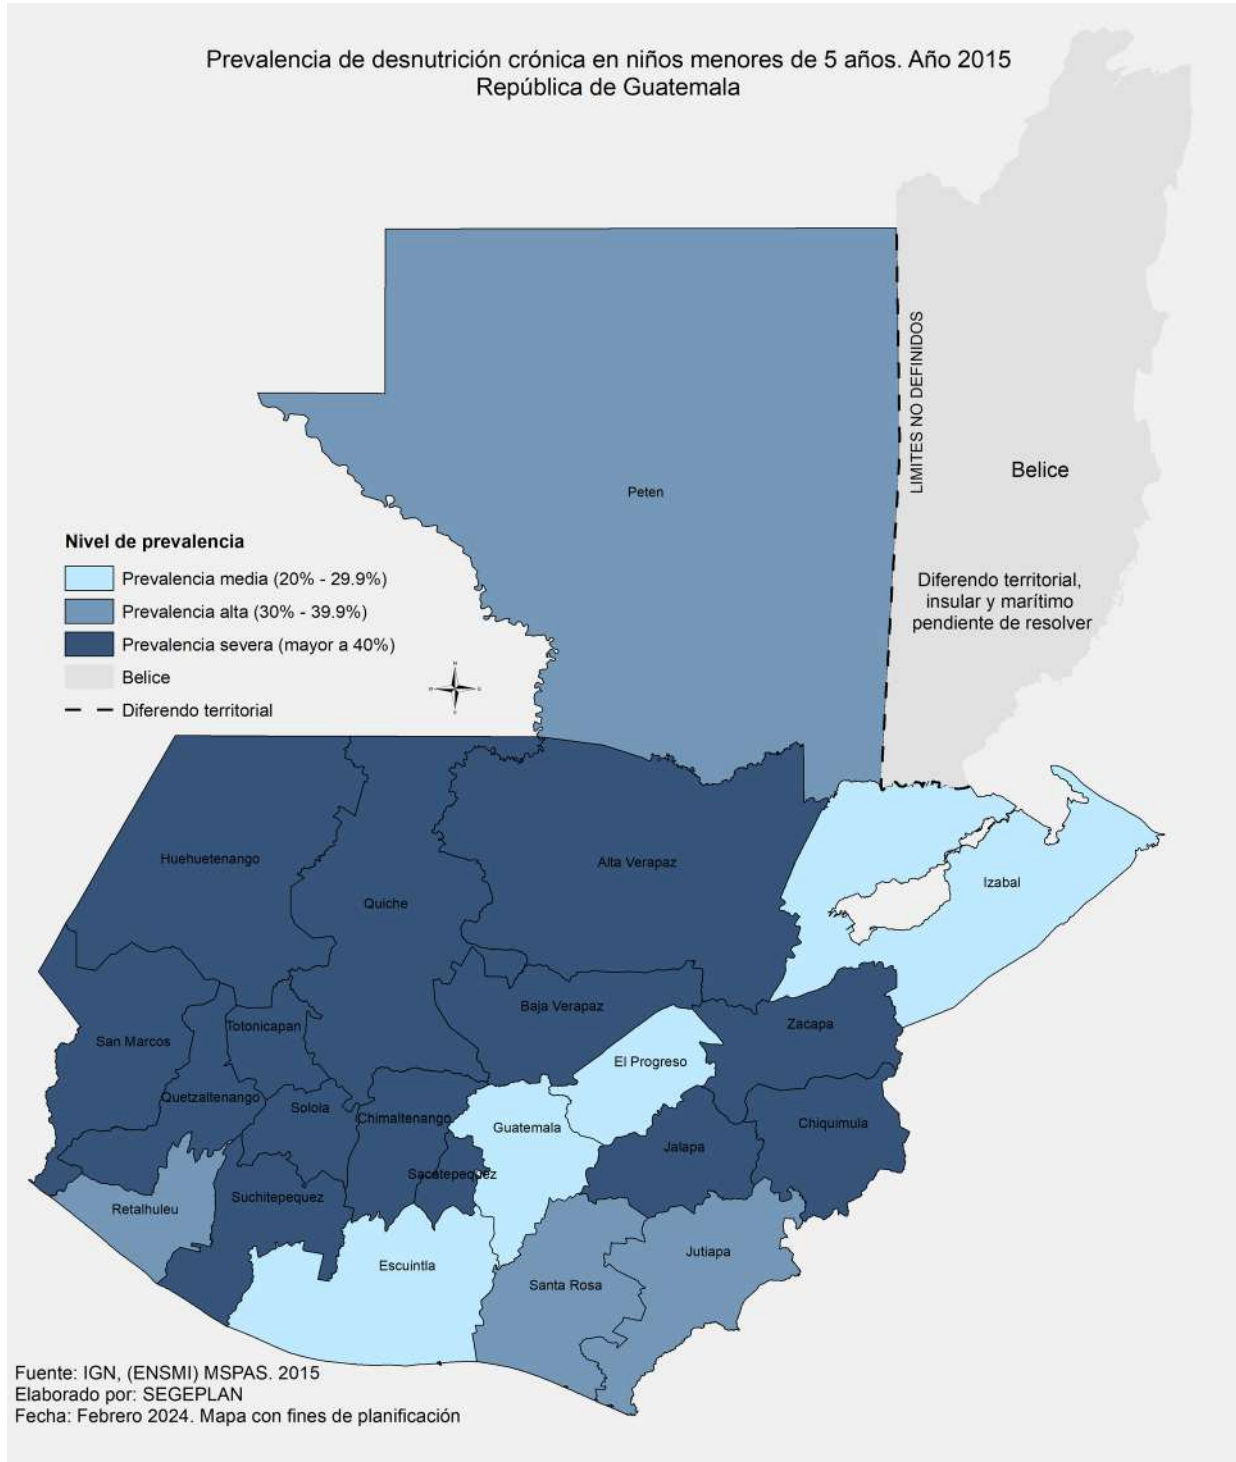 Prevalencia de desnutrición crónica en niños menores de 5 años. Año 2015
República de Guatemala
LIMITES NO DEFINIDOS
Belice
Peten
Nivel de prevalencia
Prevalencia media (20% - 29.9%)
Prevalencia alta (30% - 39.9%)
Prevalencia severa (mayor a 40%)
Belice
Diferendo territorial
Diferendo territorial,
insular y marítimo
pendiente de resolver
Huehuetenango
Quiche
Alta Verapaz
Izabal
San Marcos
Totonicapan
Baja Verapaz
Zacapa
El Progreso
Quetzaltenango
Solola
Chimaltenango
Guatemala
Chiquimula
Jalapa
Sacatepequez
Retalhuleu
Suchitepequez
Escuintla
Santa Rosa
Jutiapa
Fuente: IGN, (ENSMI) MSPAS. 2015
Elaborado por: SEGEPLAN
Fecha: Febrero 2024. Mapa con fines de planificación